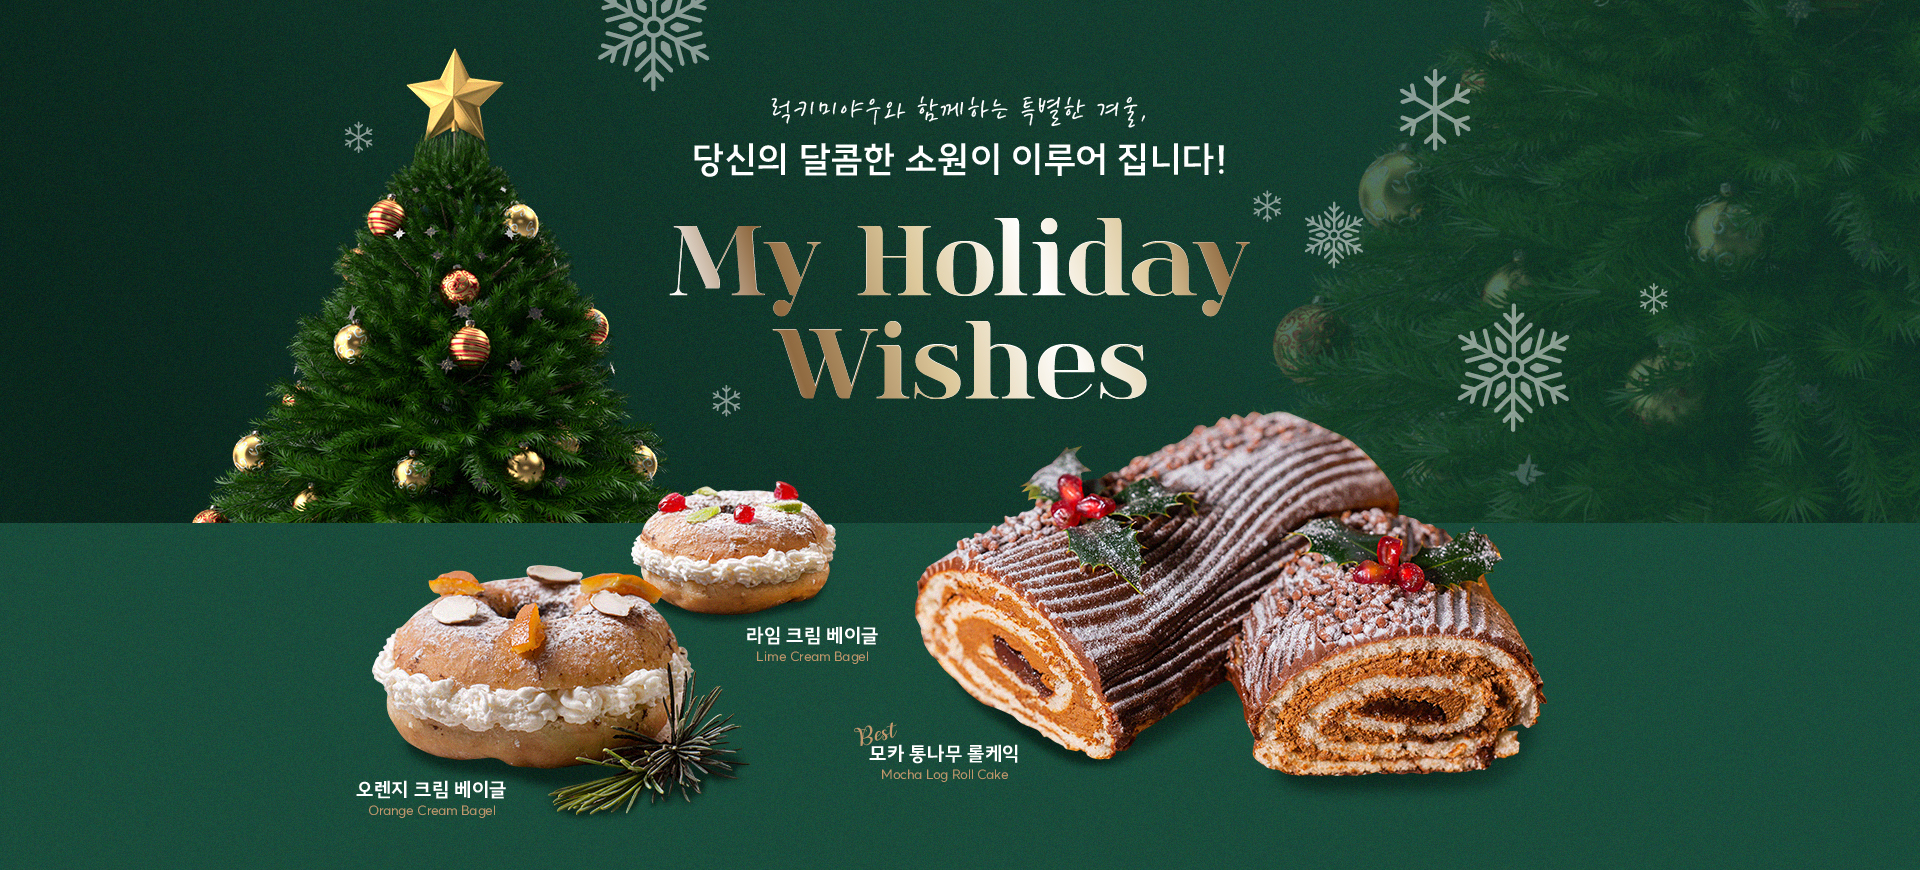 럭키미야우와 함께하는 특별한 겨울,
당신의 달콤한 소원이 이루어 집니다!
My Holiday
Wishes
라임 크림 베이글
Lime Cream Bagel
Best
모카 통나무 롤케익
Mocha Log Roll Cake
오렌지 크림 베이글
Orange Cream Bagel